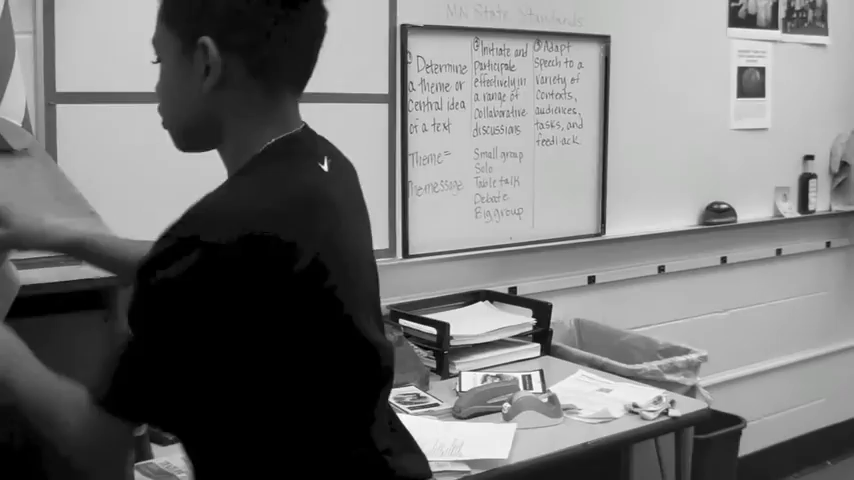 MN State Standards
① Determine
a theme or
central idea
of a text
Theme=
The message
② Initiate and
participate
effectively in
a range of
collaborative
discussions
Small group
Solo
Table talk
Debate
Big group
③ Adapt
speech to a
variety of
contexts,
audiences,
tasks, and
feedback